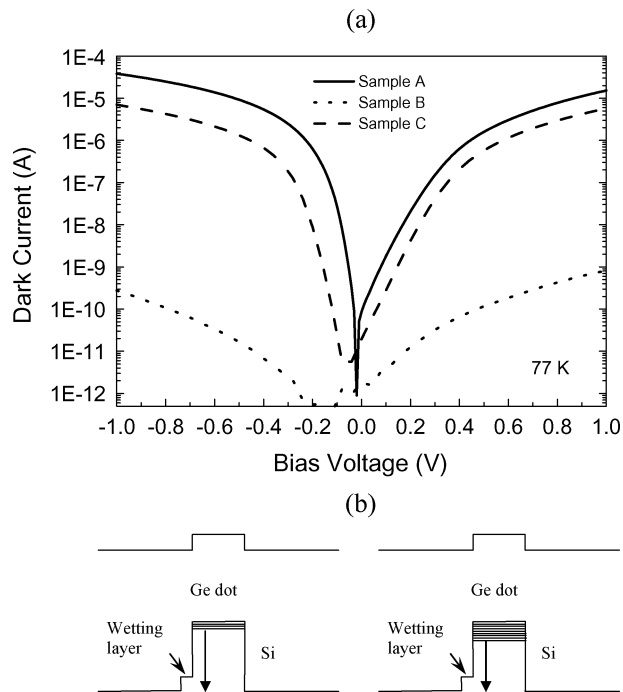 (a)
1E-4
1E-5
1E-6
1E-7
1E-8
1E-9
1E-10
1E-11
1E-12
Dark Current (A)
Sample A
Sample B
Sample C
77 K
-1.0 -0.8 -0.6 -0.4 -0.2 0.0 0.2 0.4 0.6 0.8 1.0
Bias Voltage (V)
(b)
Ge dot Ge dot
Wetting Wetting
layer Si layer Si